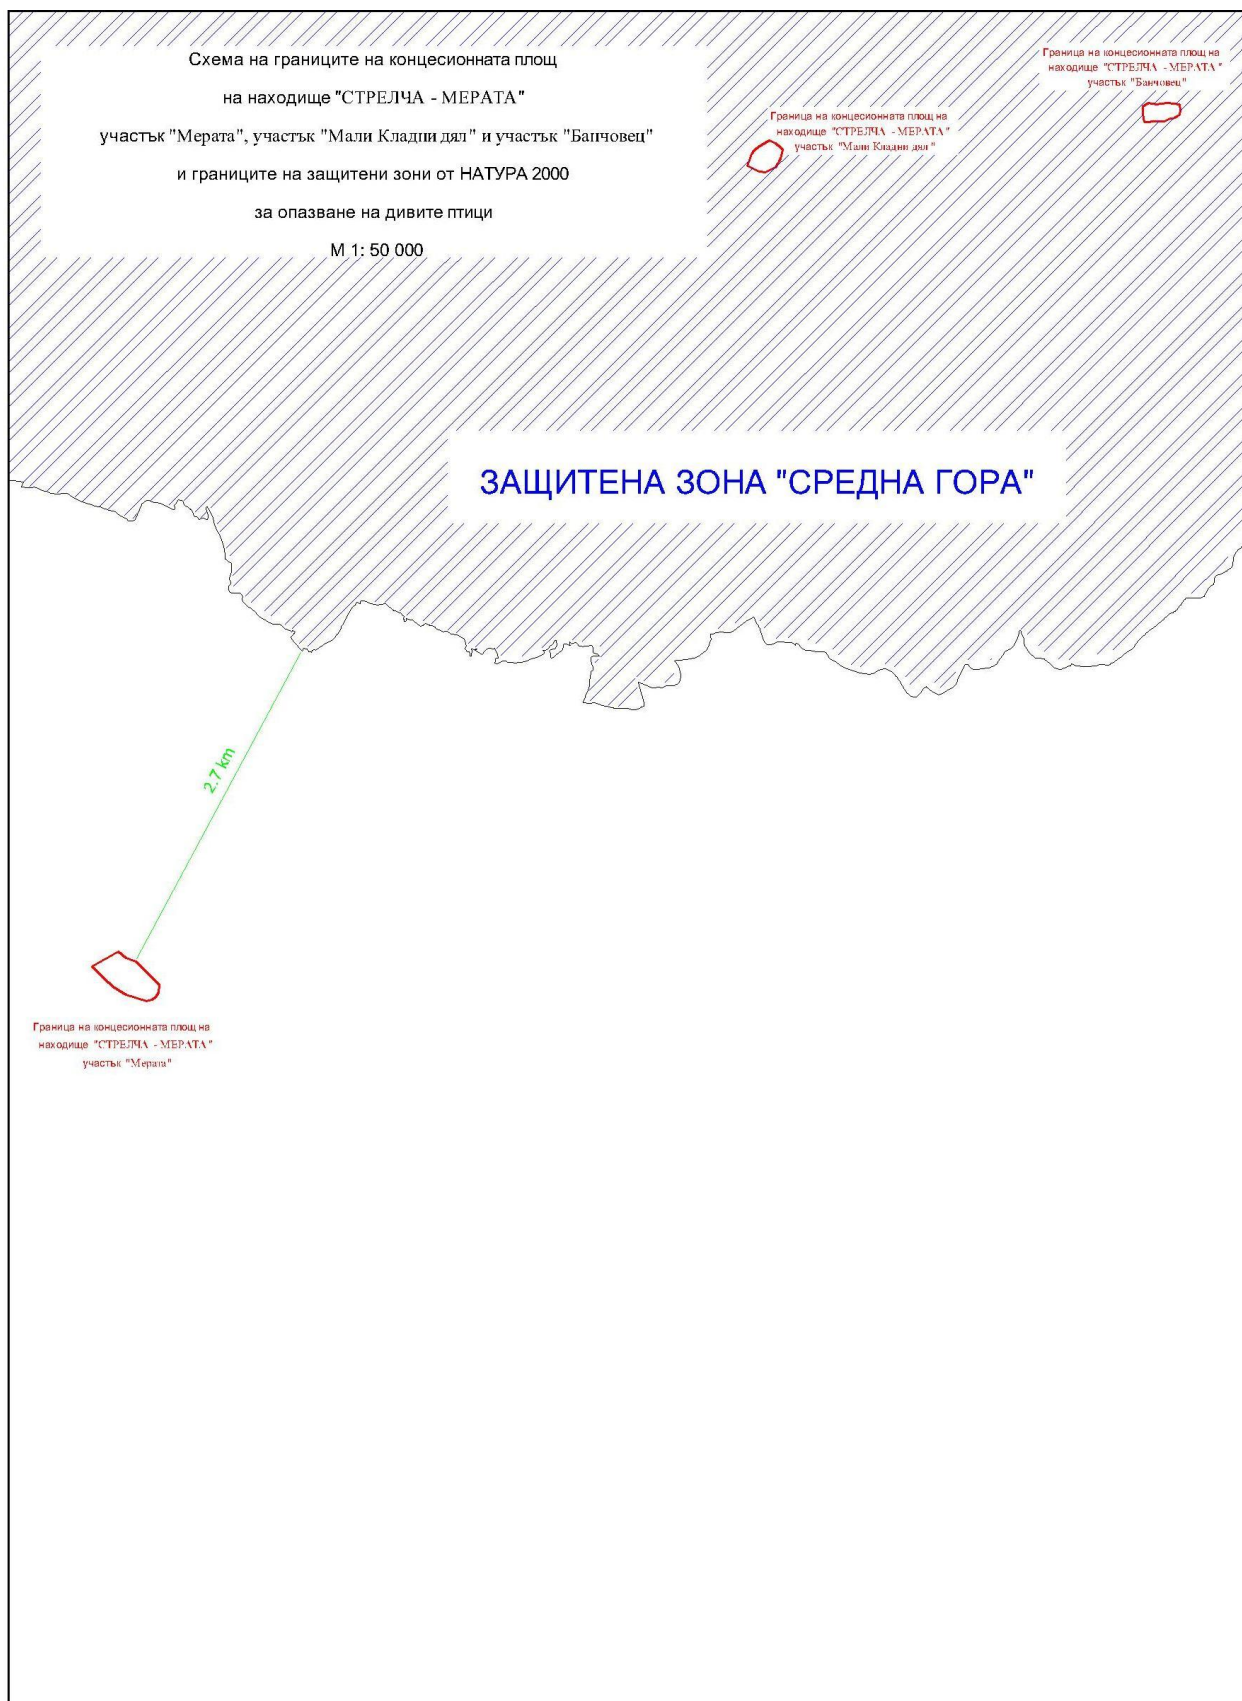 Схема на границите на концесионната площ
на находище "СТРЕЛЧА - МЕРАТА"
участък "Мерата", участък "Мали Кладни дял" и участък "Банчовец"
и границите на защитени зони от НАТУРА 2000
за опазване на дивите птици
М 1: 50 000
Граница на концесионната площ на
находище "СТРЕЛЧА - МЕРАТА"
участък "Банчовец"
Граница на концесионната площ на
находище "СТРЕЛЧА - МЕРАТА"
участък "Мали Кладни дял"
ЗАЩИТЕНА ЗОНА "СРЕДНА ГОРА"
2.7 km
Граница на концесионната площ на
находище "СТРЕЛЧА - МЕРАТА"
участък "Мерата"